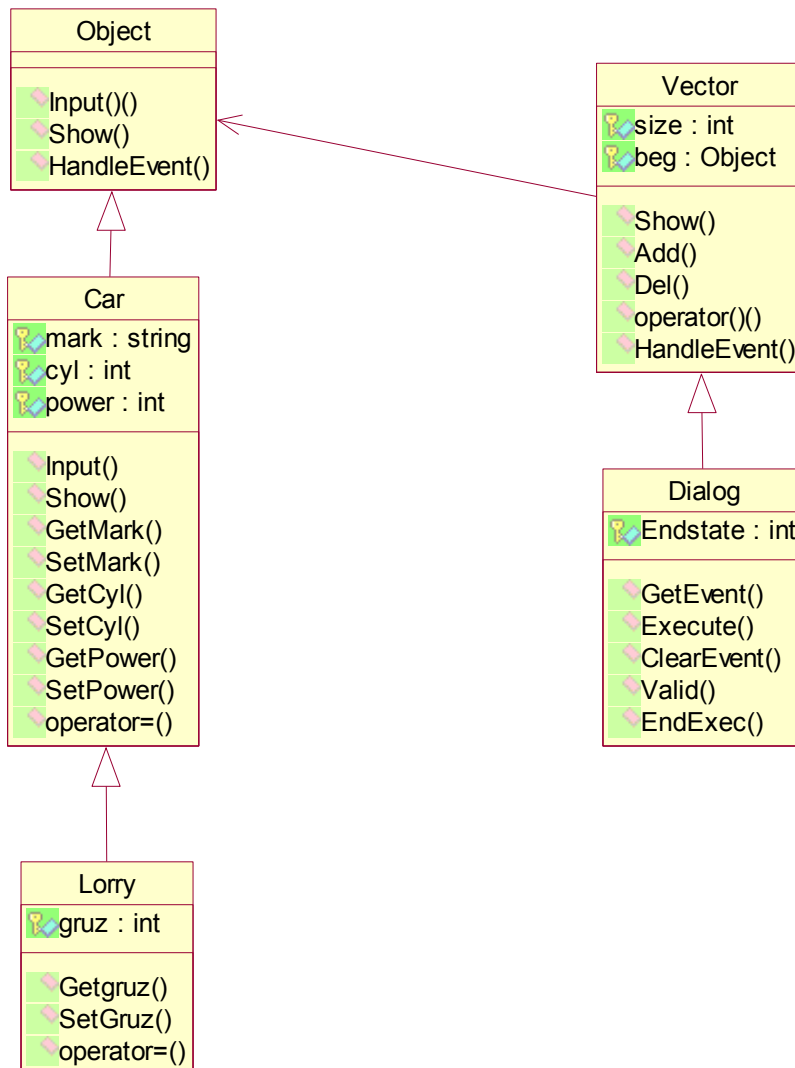 Object
Input()()
Show()
HandleEvent()
Vector
size : int
beg : Object
Show()
Add()
Del()
operator()()
HandleEvent()
Car
mark : string
cyl : int
power : int
Input()
Show()
GetMark()
SetMark()
GetCyl()
SetCyl()
GetPower()
SetPower()
operator=()
Dialog
Endstate : int
GetEvent()
Execute()
ClearEvent()
Valid()
EndExec()
Lorry
gruz : int
Getgruz()
SetGruz()
operator=()